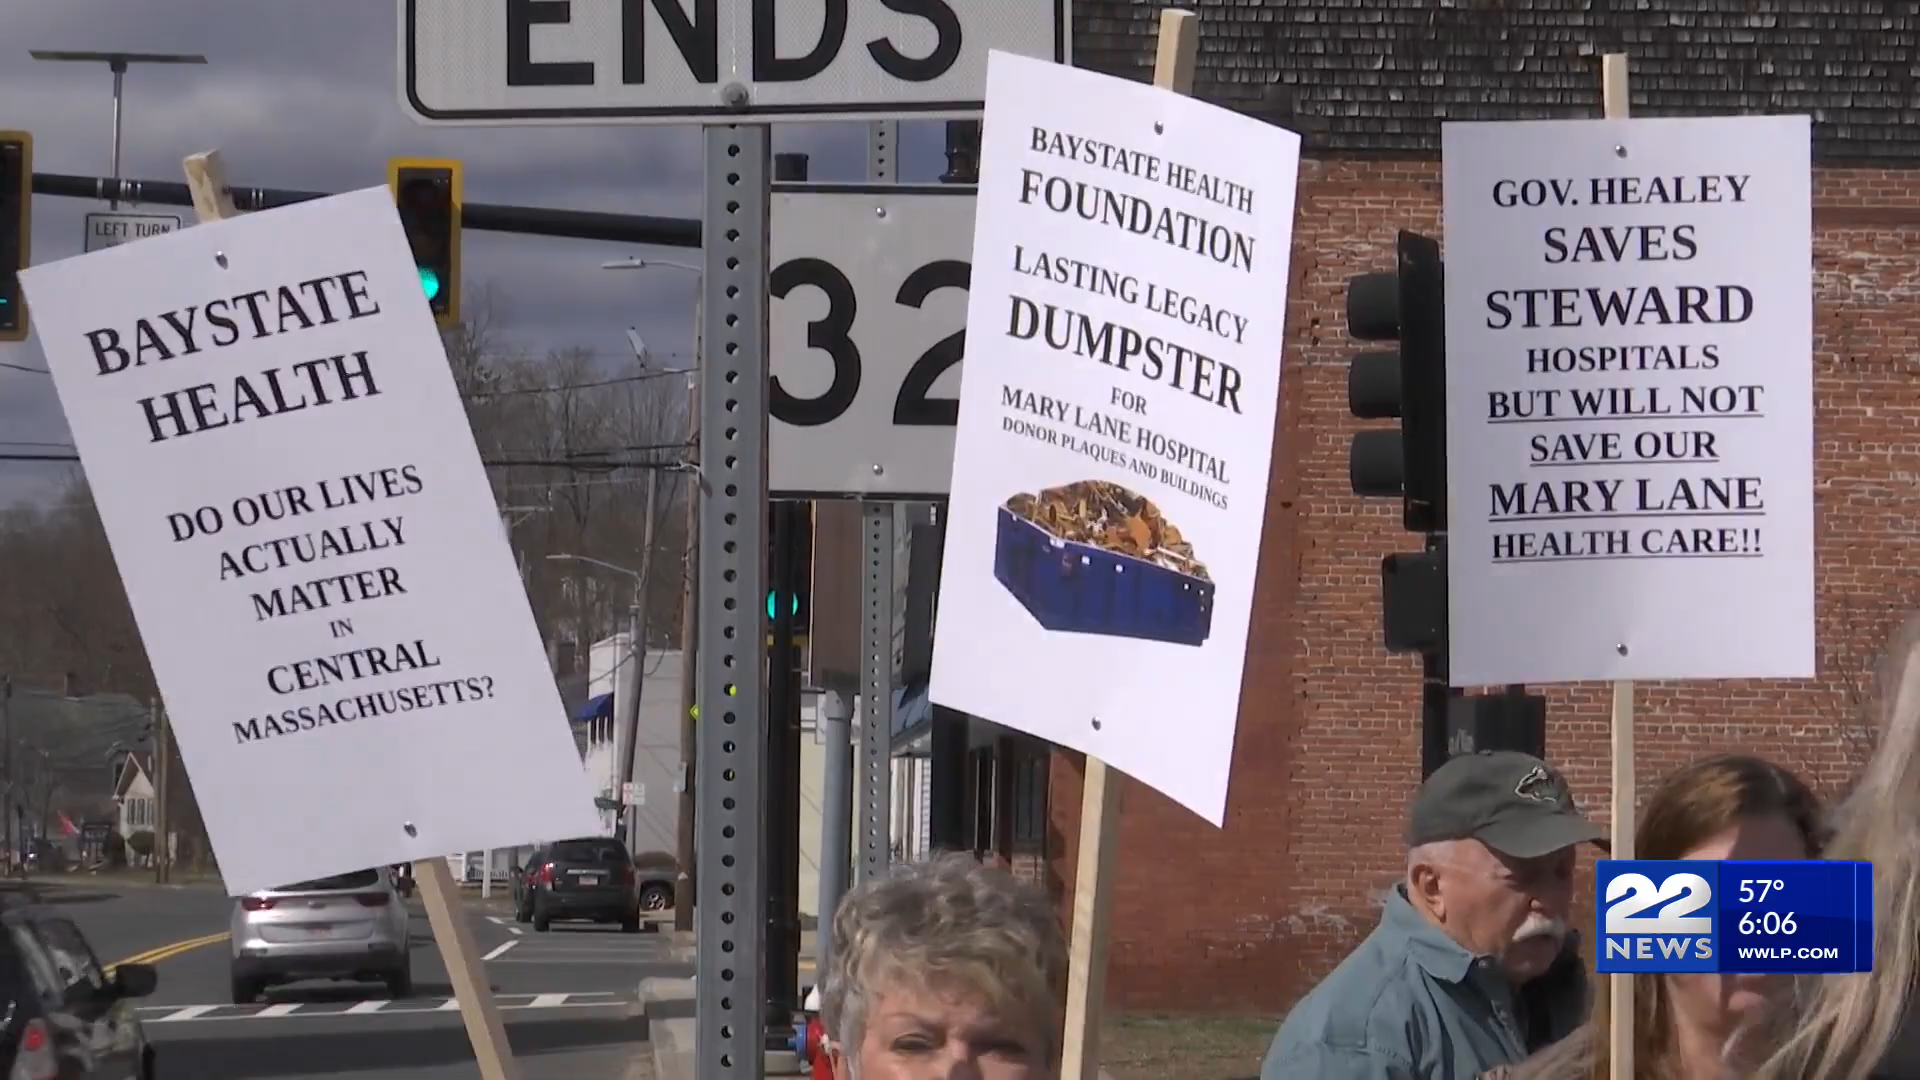 ENDS
LEFT TURN
32
BAYSTATE
HEALTH
DO OUR LIVES
ACTUALLY
MATTER
IN
CENTRAL
MASSACHUSETTS?
BAYSTATE HEALTH
FOUNDATION
LASTING LEGACY
DUMPSTER
FOR
MARY LANE HOSPITAL
DONOR PLAQUES AND BUILDINGS
GOV. HEALEY
SAVES
STEWARD
HOSPITALS
BUT WILL NOT
SAVE OUR
MARY LANE
HEALTH CARE!!
22
NEWS
57°
6:06
WWLP.COM